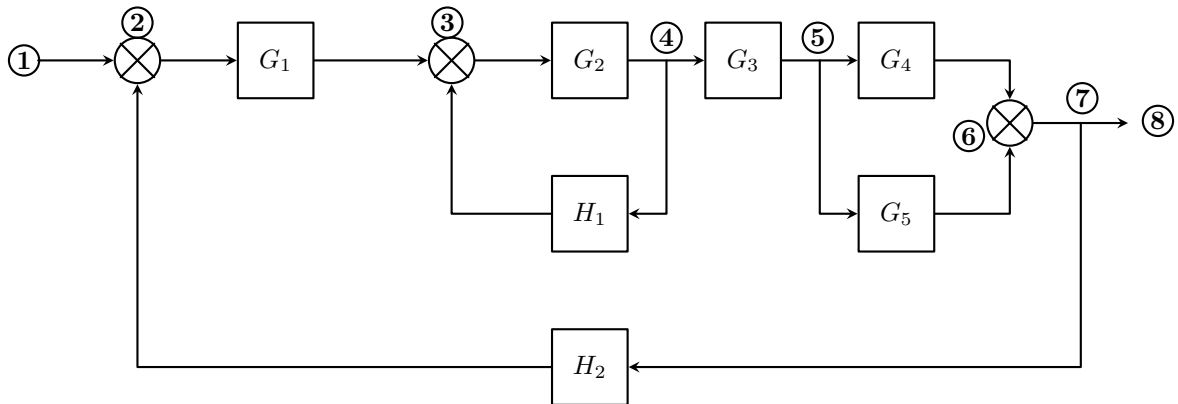 ② ③ ④ ⑤
① G₁ G₂ G₃ G₄
⑦
⑥ ⑧
H₁ G₅
H₂